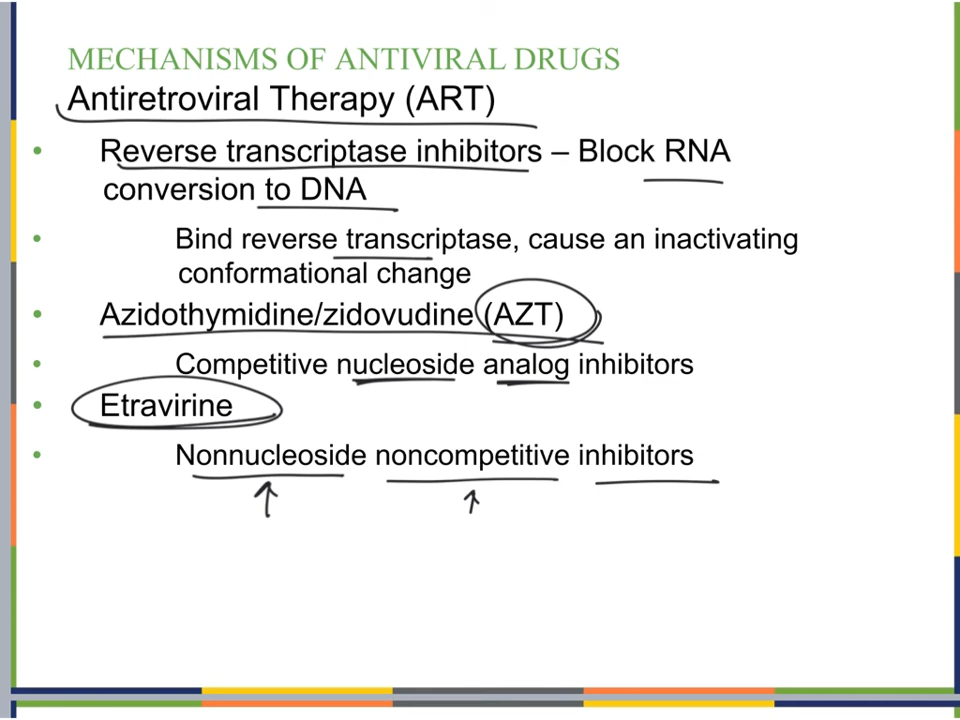 MECHANISMS OF ANTIVIRAL DRUGS
Antiretroviral Therapy (ART)
• Reverse transcriptase inhibitors – Block RNA
conversion to DNA
• Bind reverse transcriptase, cause an inactivating
conformational change
• Azidothymidine/zidovudine (AZT)
• Competitive nucleoside analog inhibitors
• Etravirine
• Nonnucleoside noncompetitive inhibitors